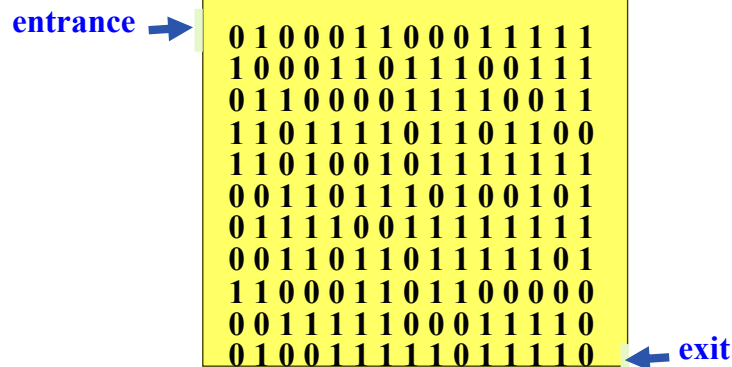 entrance
0 1 0 0 0 1 1 0 0 0 1 1 1 1 1
1 0 0 0 1 1 0 1 1 1 0 0 1 1 1
0 1 1 0 0 0 0 1 1 1 1 0 0 1 1
1 1 0 1 1 1 1 0 1 1 0 1 1 0 0
1 1 0 1 0 0 1 0 1 1 1 1 1 1 1
0 0 1 1 0 1 1 1 0 1 0 0 1 0 1
0 1 1 1 1 0 0 1 1 1 1 1 1 1 1
0 0 1 1 0 1 1 0 1 1 1 1 1 0 1
1 1 0 0 0 1 1 0 1 1 0 0 0 0 0
0 0 1 1 1 1 1 0 0 0 1 1 1 1 0
0 1 0 0 1 1 1 1 1 0 1 1 1 1 0
exit